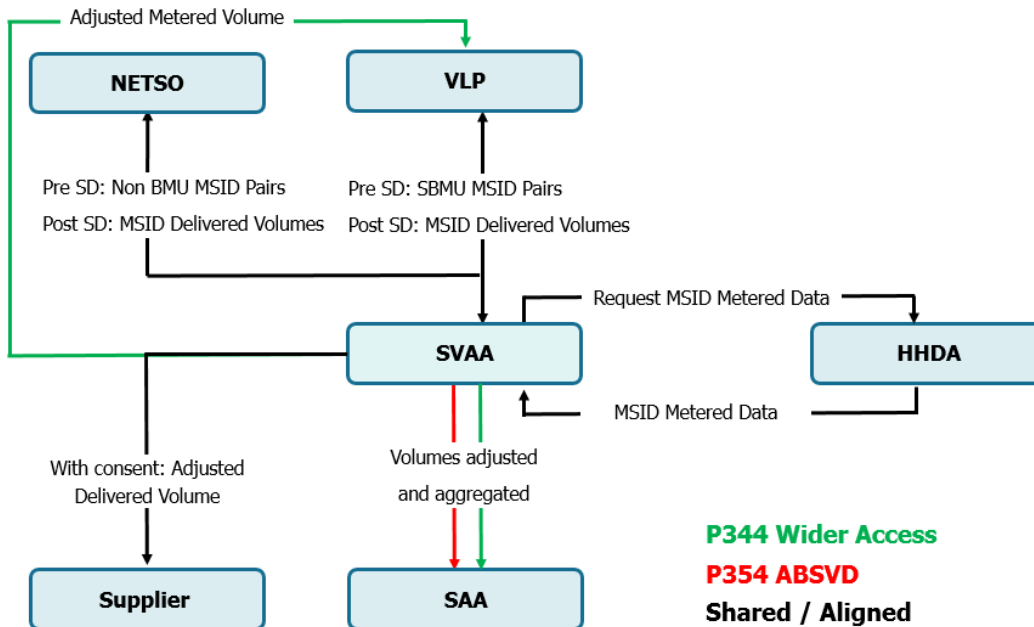 Adjusted Metered Volume
NETSO
VLP
Pre SD: Non BMU MSID Pairs
Post SD: MSID Delivered Volumes
Pre SD: SBMU MSID Pairs
Post SD: MSID Delivered Volumes
Request MSID Metered Data
SVAA
HHDA
MSID Metered Data
With consent: Adjusted
Delivered Volume
Volumes adjusted
and aggregated
Supplier
SAA
P344 Wider Access
P354 ABSVD
Shared / Aligned